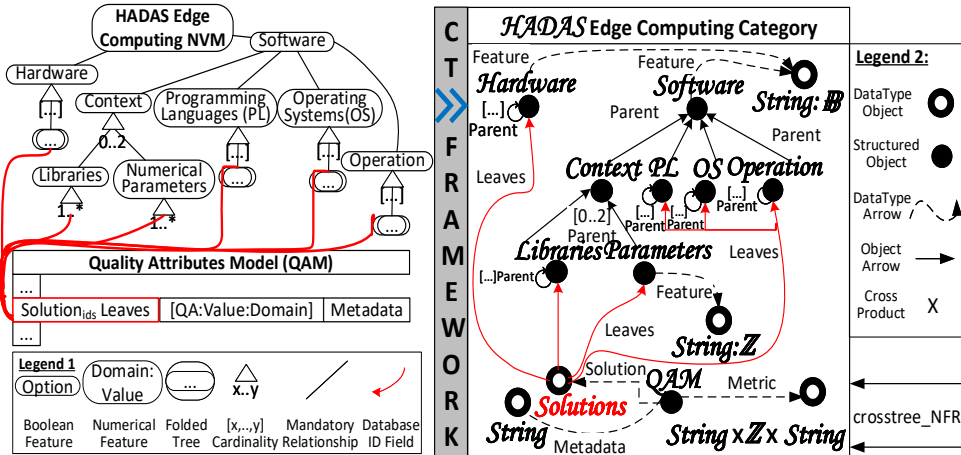 HADAS Edge
Computing NVM
Software
Hardware
[...]
...
Context
0..2
Programming
Languages (PL)
[...]
...
Operating
Systems(OS)
[...]
...
Operation
[...]
...
Libraries
1..*
Numerical
Parameters
1..*
Quality Attributes Model (QAM)
...
Solutionids Leaves
[QA:Value:Domain]
Metadata
...
Legend 1
Option
Domain:
Value
...
x..y
Boolean
Feature
Numerical
Feature
Folded
Tree
[x,..,y]
Cardinality
Mandatory
Relationship
Database
ID Field
C
T
F
R
A
M
E
W
O
R
K
HADAS Edge Computing Category
Feature
Hardware
[...]
Parent
Feature
Software
String: B
Parent
Parent
Leaves
Context PL OS Operation
[...]
Parent
[...]
Parent
[...]
Parent
[0..2]
Parent
Libraries Parameters
[...]Parent
Leaves
Feature
String:Z
Leaves
Solution
QAM
Metric
Solutions
String
Metadata
String x Z x String
Legend 2:
DataType
Object
Structured
Object
DataType
Arrow
Object
Arrow
Cross
Product
X
crosstree_NFR